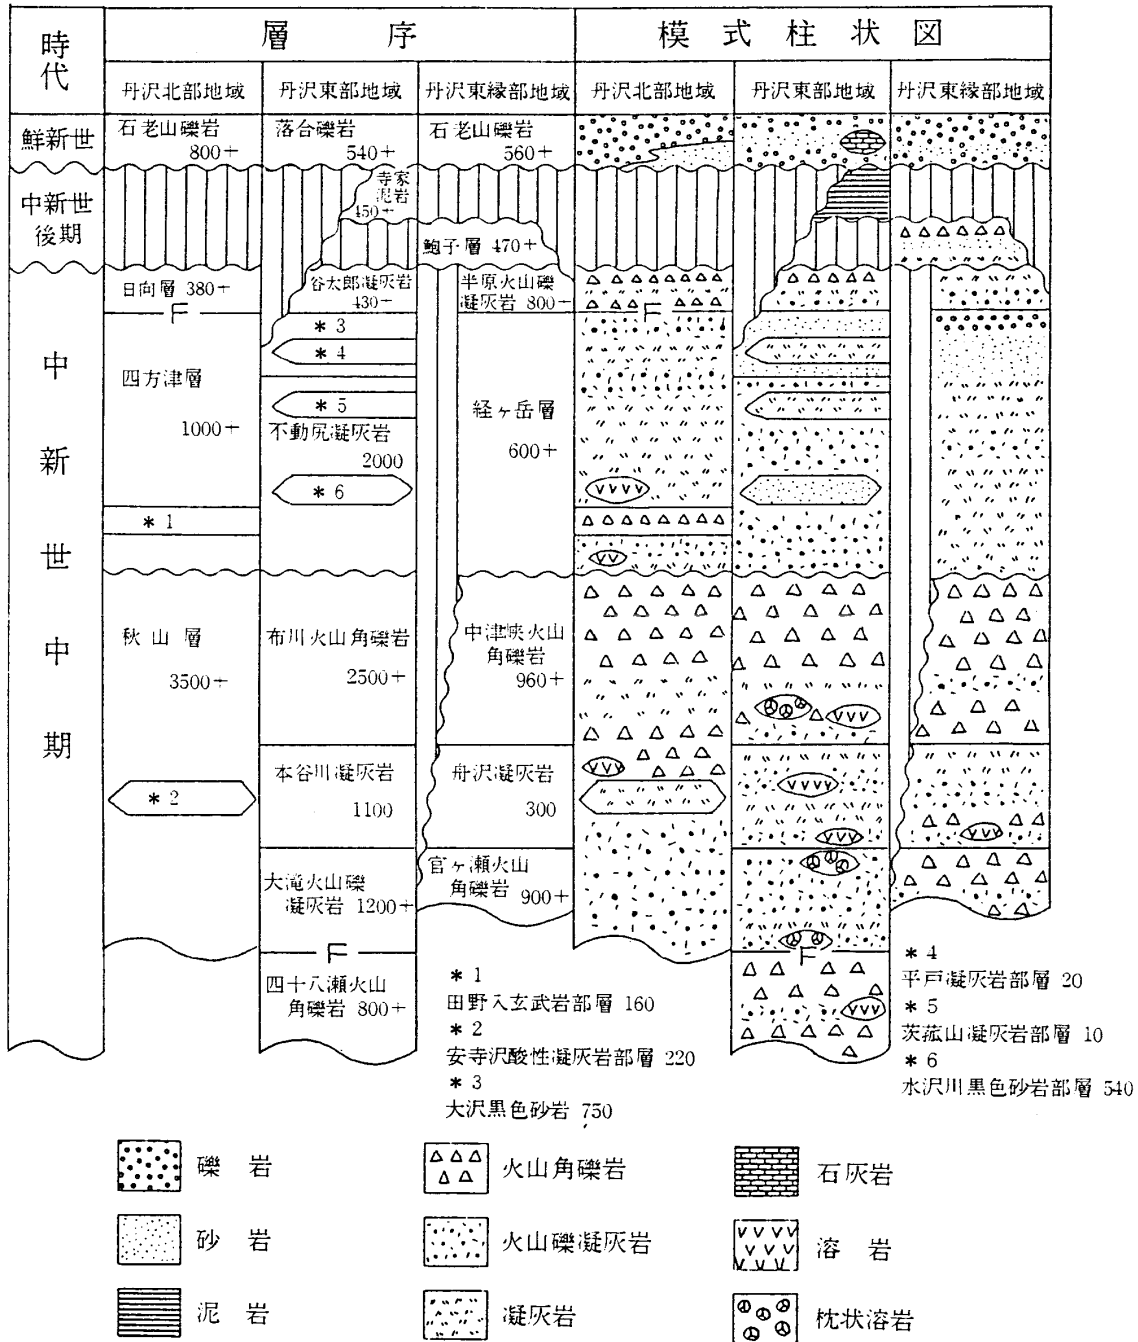 時代
層序
模式柱状図
丹沢北部地域
丹沢東部地域
丹沢東縁部地域
丹沢北部地域
丹沢東部地域
丹沢東縁部地域
鮮新世
石老山礫岩
800+
落合礫岩
540+
石老山礫岩
560+
中新世
後期
寺家
泥岩
450+
鮑子層 470+
中新世中期
日向層 380+
F
四方津層
1000+
* 1
秋山層
3500+
* 2
谷太郎凝灰岩
430+
* 3
* 4
* 5
不動尻凝灰岩
2000
* 6
布川火山角礫岩
2500+
本谷川凝灰岩
1100
大滝火山礫
凝灰岩 1200+
F
四十八瀬火山
角礫岩 800+
半原火山礫
凝灰岩 800+
経ヶ岳層
600+
中津峡火山
角礫岩
960+
舟沢凝灰岩
300
官ヶ瀬火山
角礫岩 900+
F
F
* 1
田野入玄武岩部層 160
* 2
安寺沢酸性凝灰岩部層 220
* 3
大沢黒色砂岩 750
* 4
平戸凝灰岩部層 20
* 5
茨菰山凝灰岩部層 10
* 6
水沢川黒色砂岩部層 540
礫岩
火山角礫岩
石灰岩
砂岩
火山礫凝灰岩
溶岩
泥岩
凝灰岩
枕状溶岩